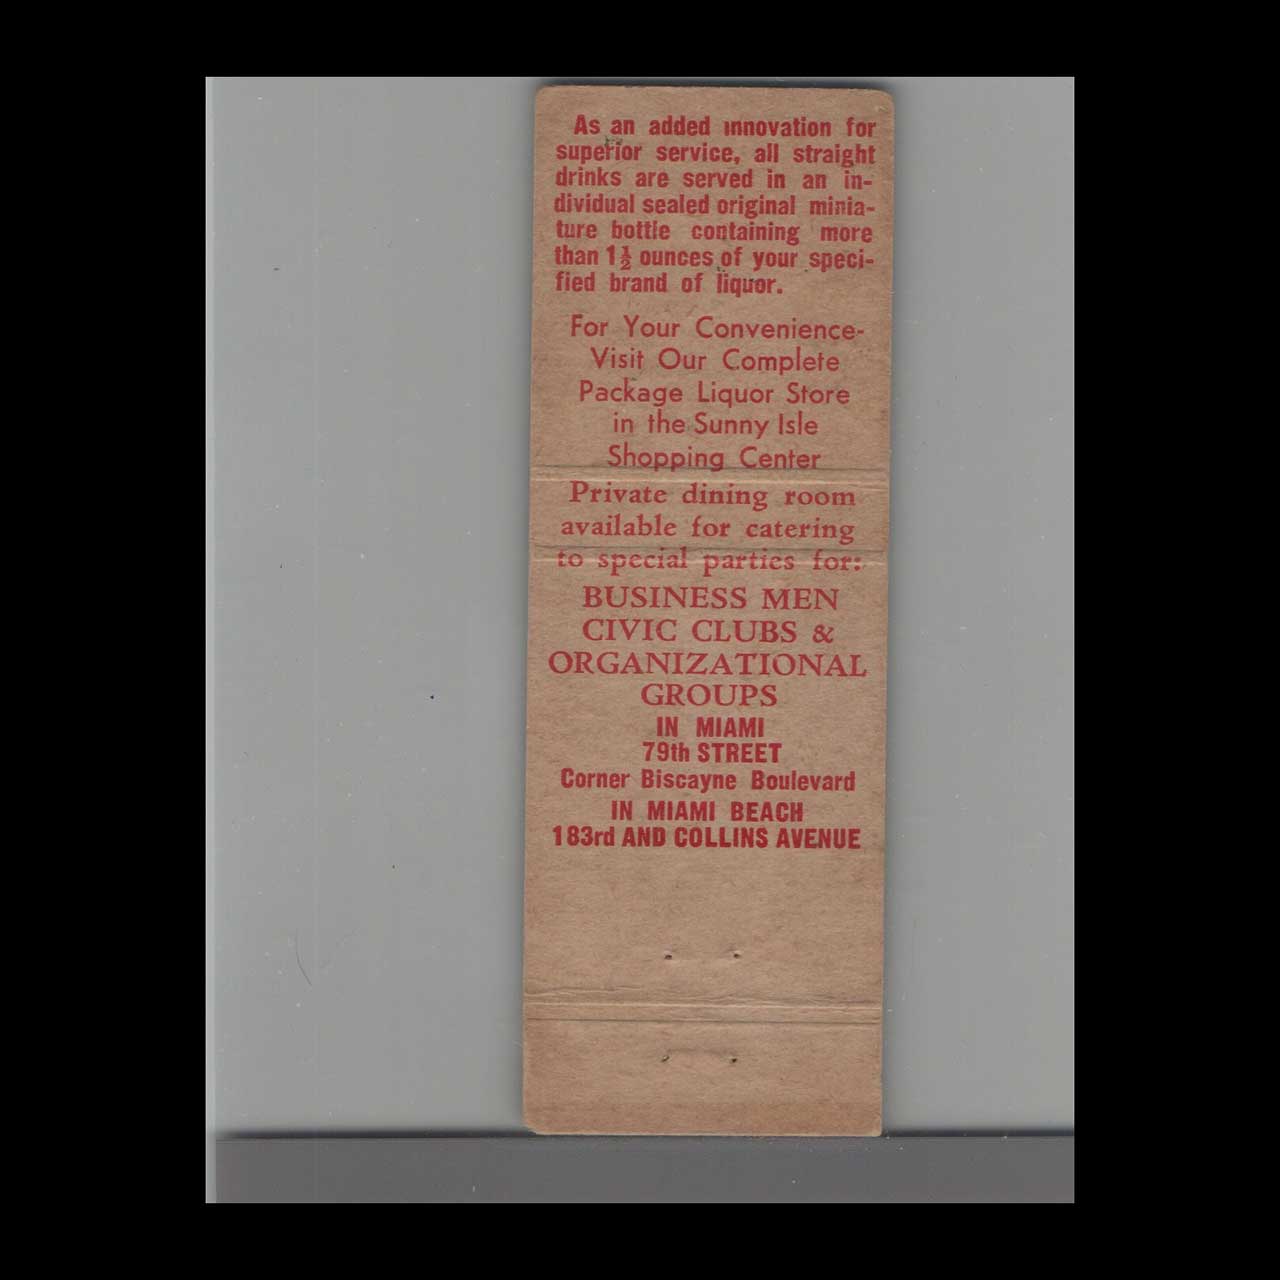 As an added innovation for
superior service, all straight
drinks are served in an in-
dividual sealed original minia-
ture bottle containing more
than 1½ ounces of your speci-
fied brand of liquor.
For Your Convenience-
Visit Our Complete
Package Liquor Store
in the Sunny Isle
Shopping Center
Private dining room
available for catering
to special parties for:
BUSINESS MEN
CIVIC CLUBS &
ORGANIZATIONAL
GROUPS
IN MIAMI
79th STREET
Corner Biscayne Boulevard
IN MIAMI BEACH
183rd AND COLLINS AVENUE